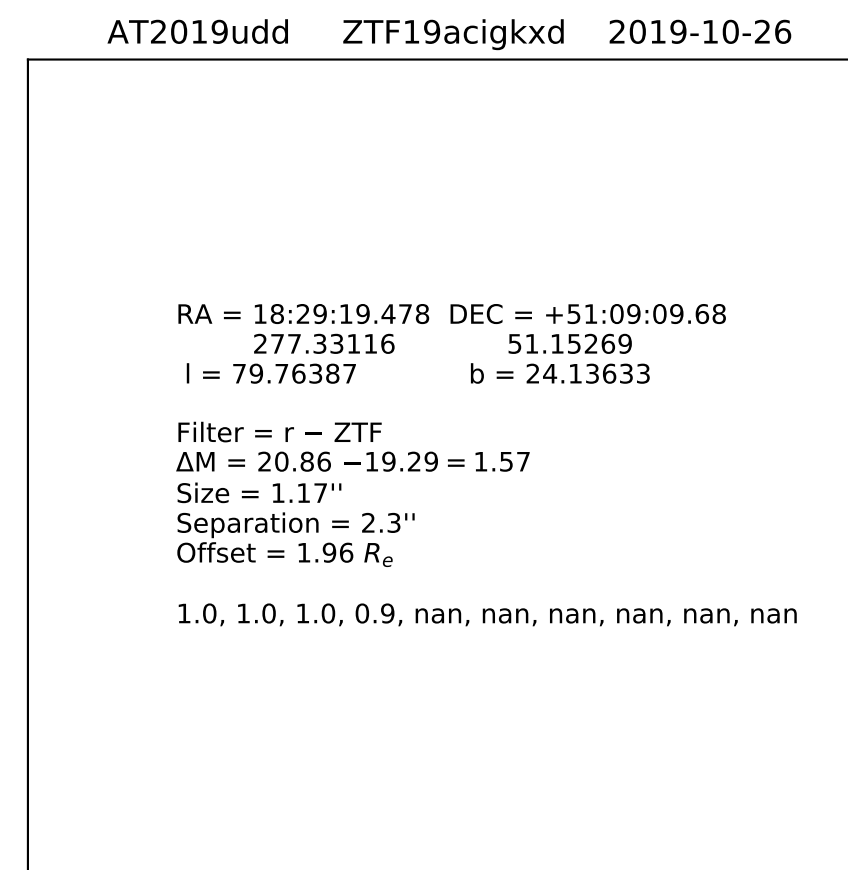 AT2019udd ZTF19acigkxd 2019-10-26
RA = 18:29:19.478 DEC = +51:09:09.68
277.33116 51.15269
l = 79.76387 b = 24.13633
Filter = r − ZTF
ΔM = 20.86 −19.29 = 1.57
Size = 1.17''
Separation = 2.3''
Offset = 1.96 Re
1.0, 1.0, 1.0, 0.9, nan, nan, nan, nan, nan, nan